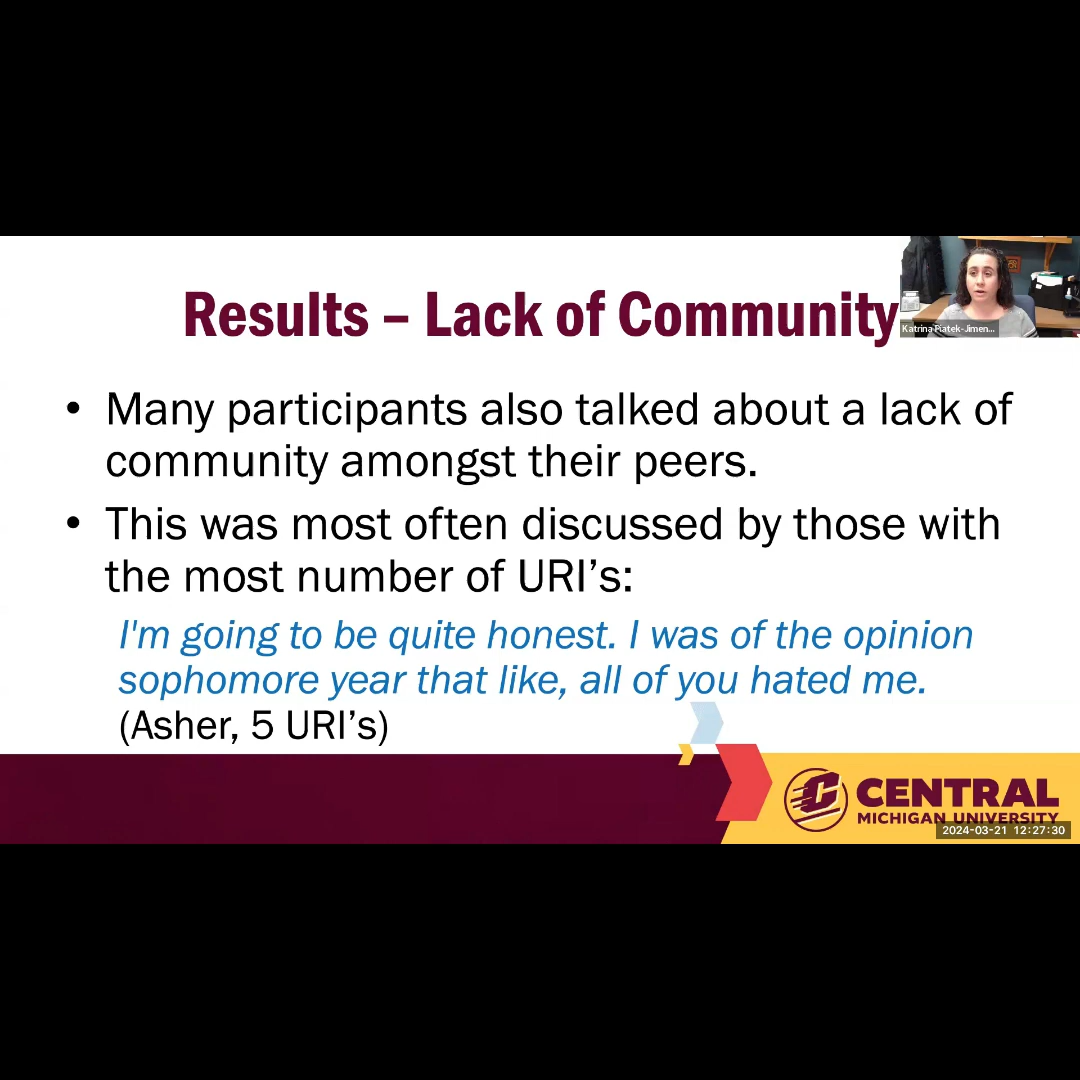 Results – Lack of Community
Katrina Piatek-Jimen...
• Many participants also talked about a lack of
community amongst their peers.
• This was most often discussed by those with
the most number of URI's:
I'm going to be quite honest. I was of the opinion
sophomore year that like, all of you hated me.
(Asher, 5 URI's)
CENTRAL
MICHIGAN UNIVERSITY
2024-03-21 12:27:30